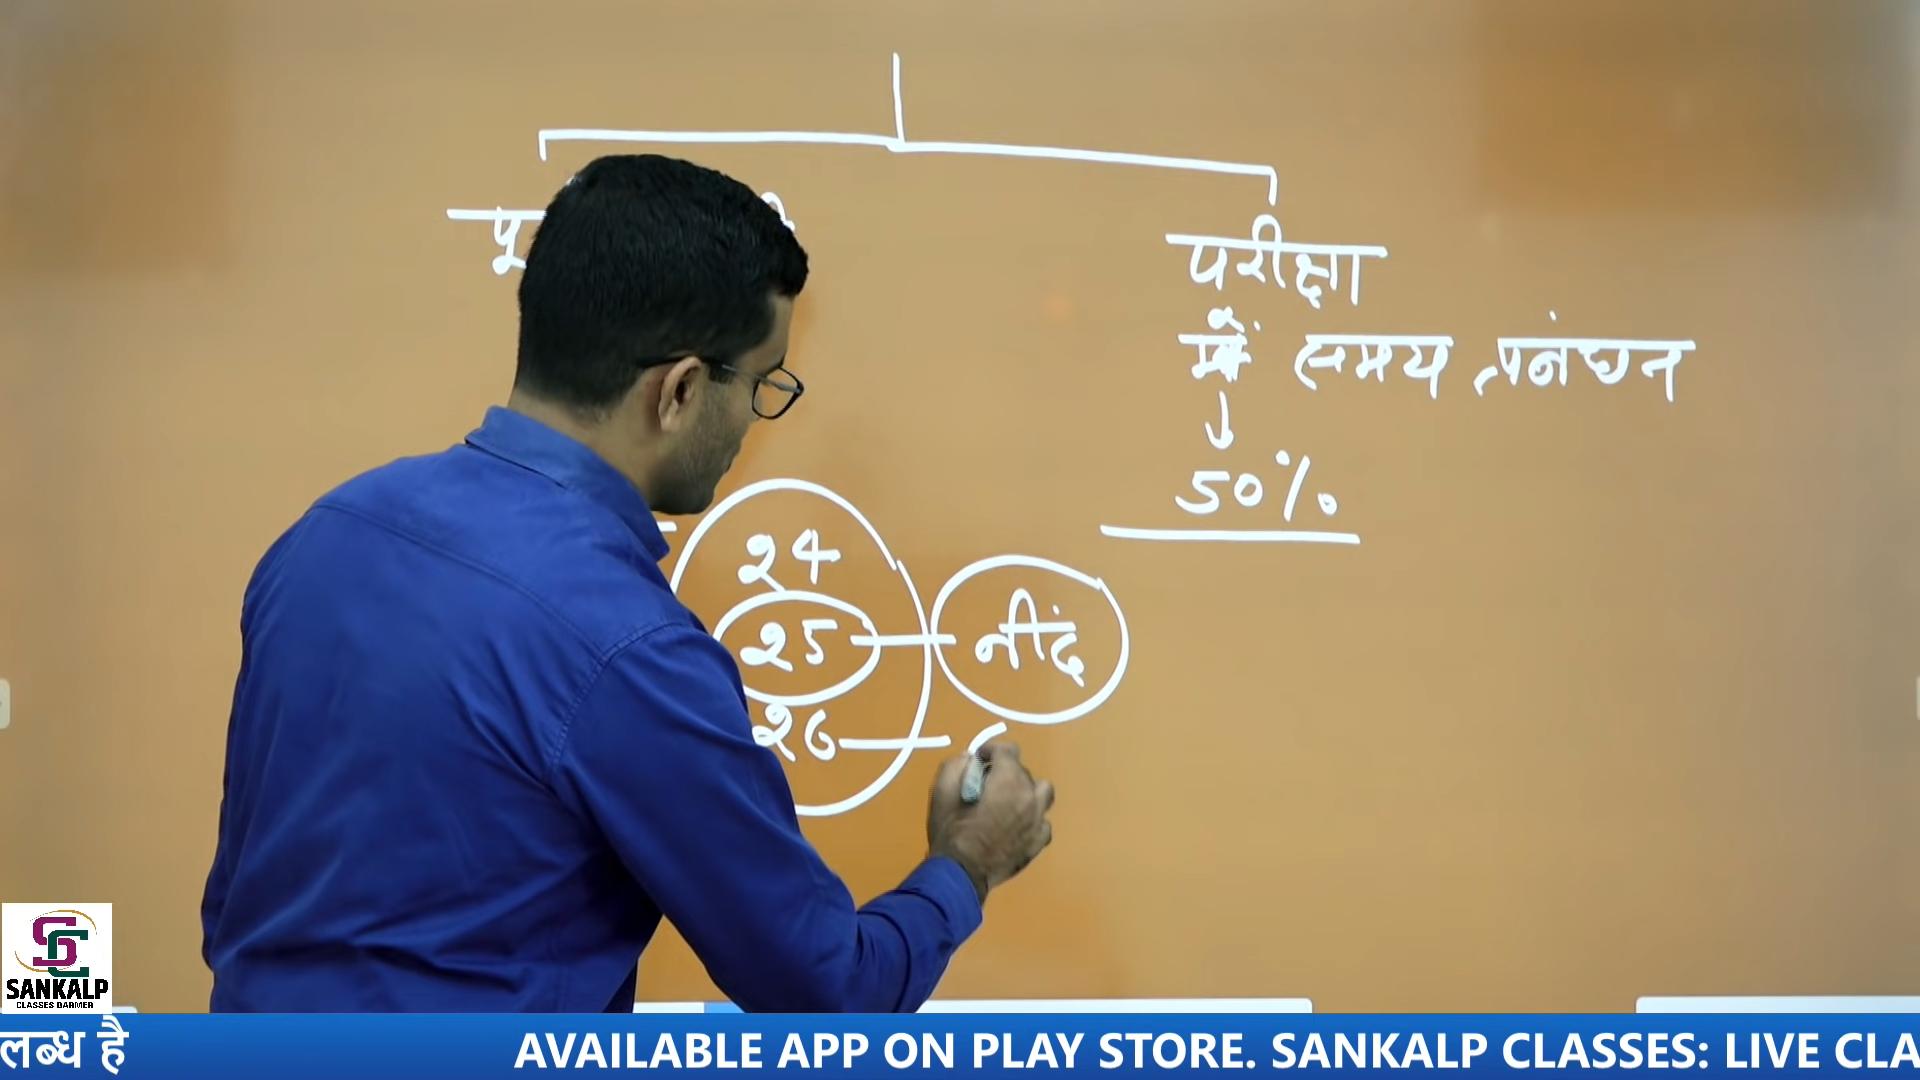 पू
परीक्षा
में समय प्रबंधन
50%
24
25 नींद
26
SANKALP
CLASSES BARMER
लब्ध है AVAILABLE APP ON PLAY STORE. SANKALP CLASSES: LIVE CLA